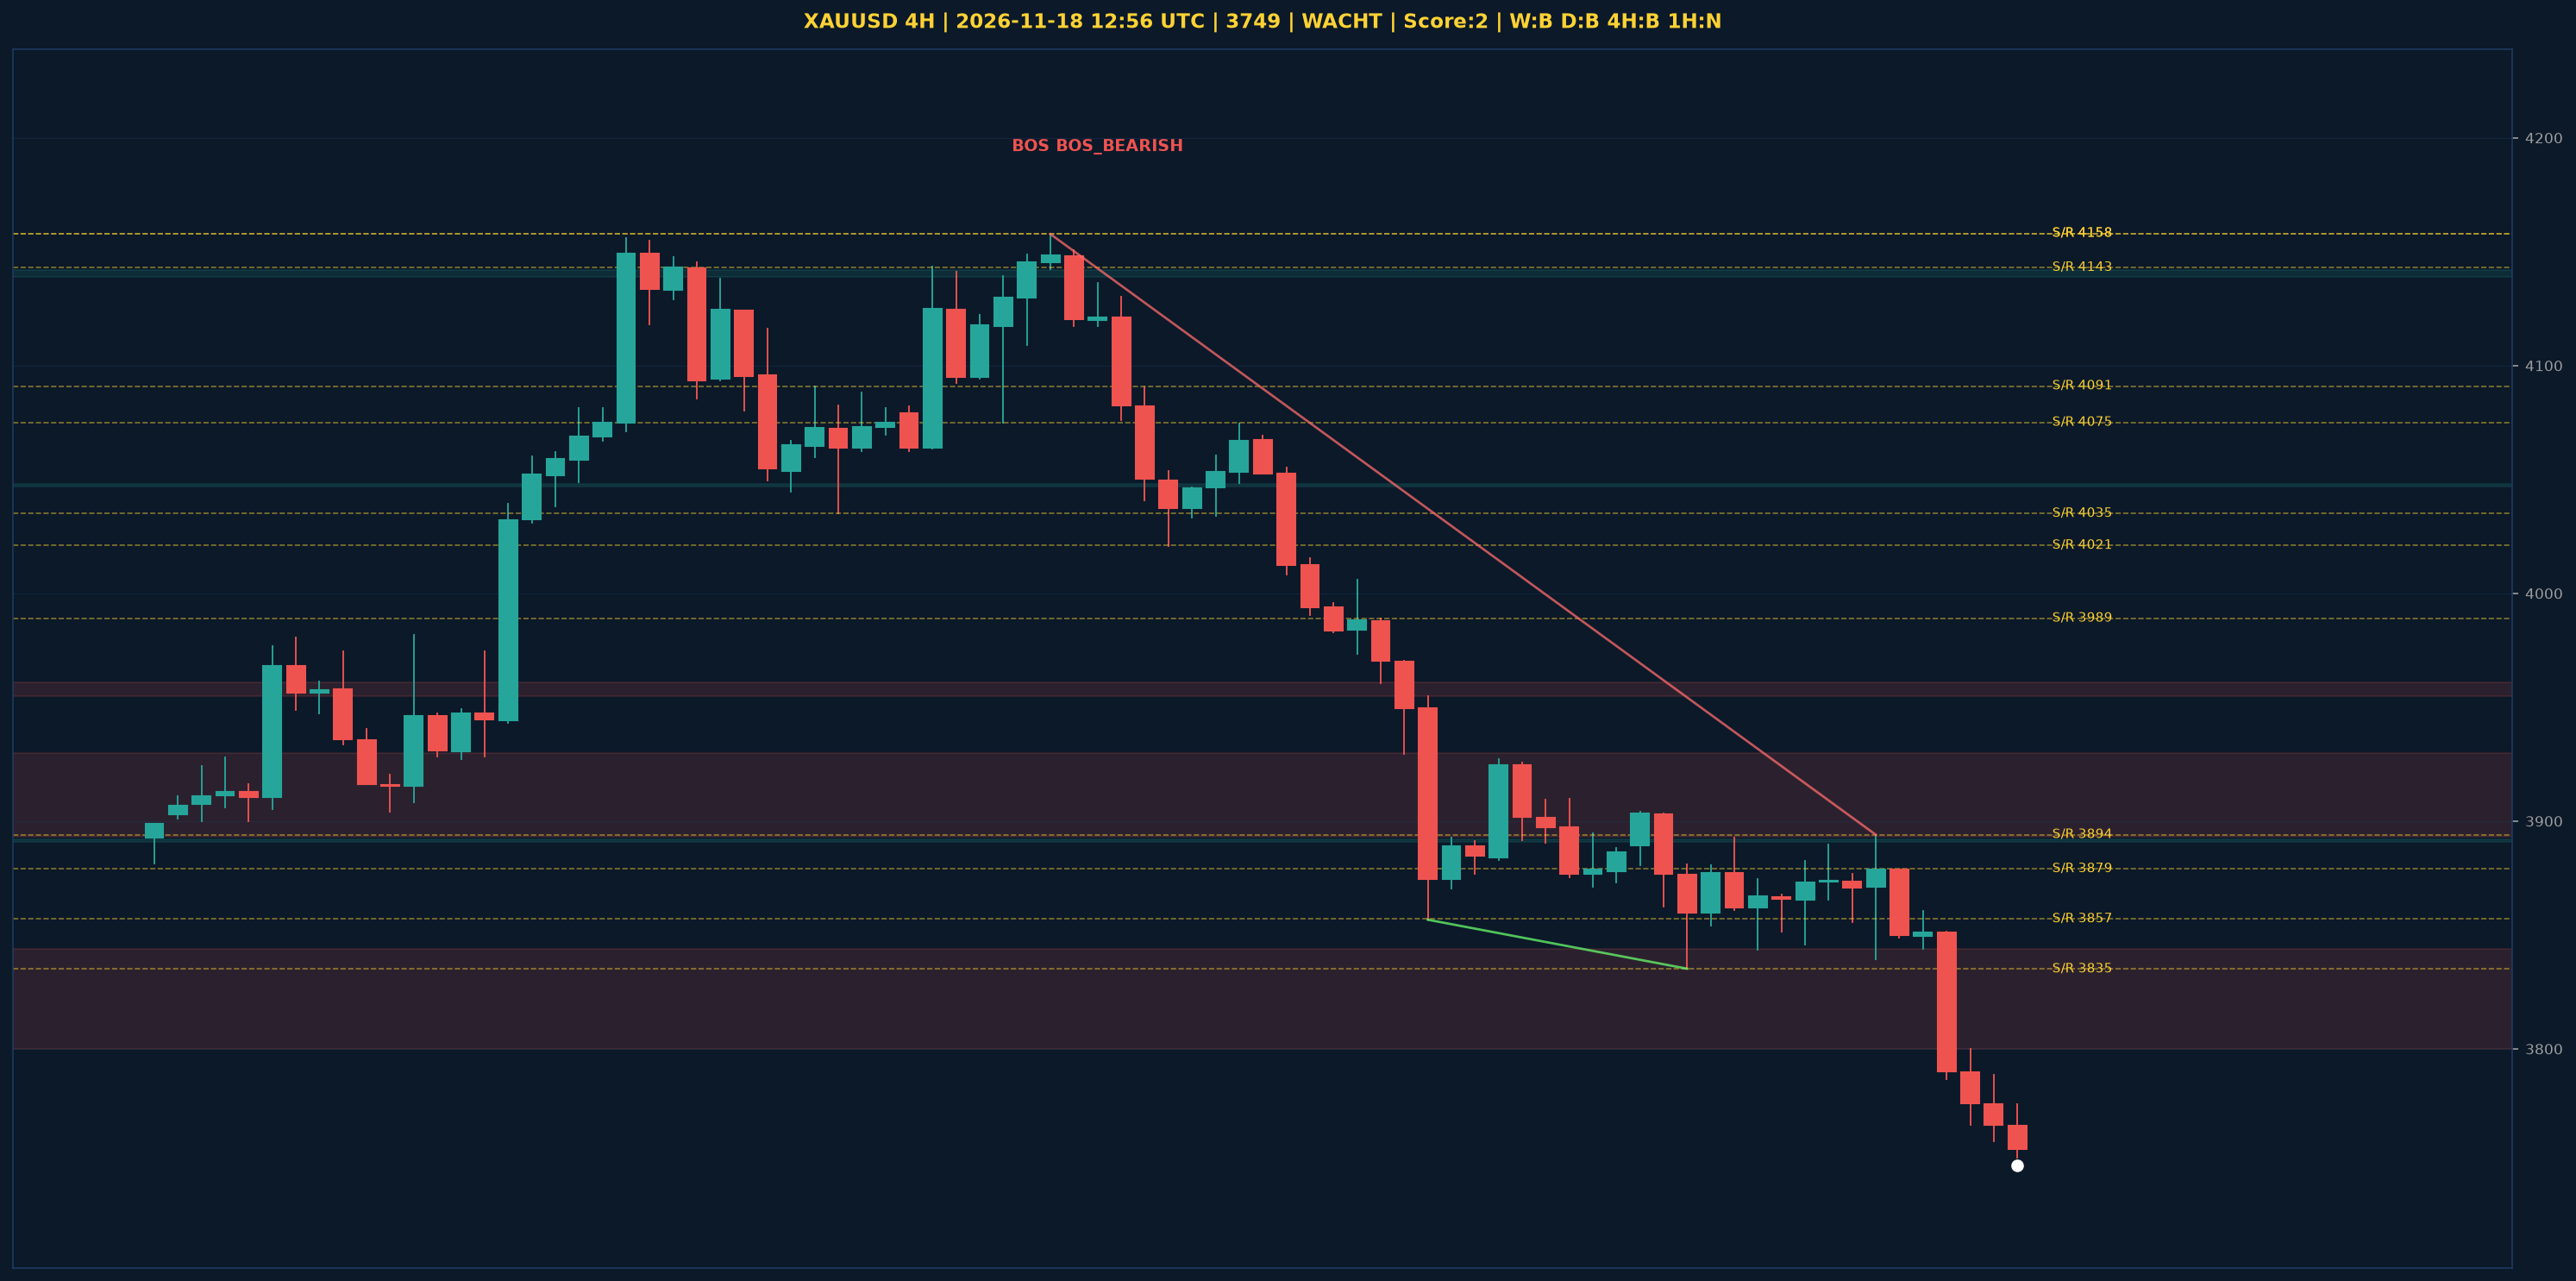 XAUUSD 4H | 2026-11-18 12:56 UTC | 3749 | WACHT | Score:2 | W:B D:B 4H:B 1H:N
4200
BOS BOS_BEARISH
S/R 4158
S/R 4143
4100
S/R 4091
S/R 4075
S/R 4035
S/R 4021
4000
S/R 3989
3900
S/R 3894
S/R 3879
S/R 3857
S/R 3835
3800